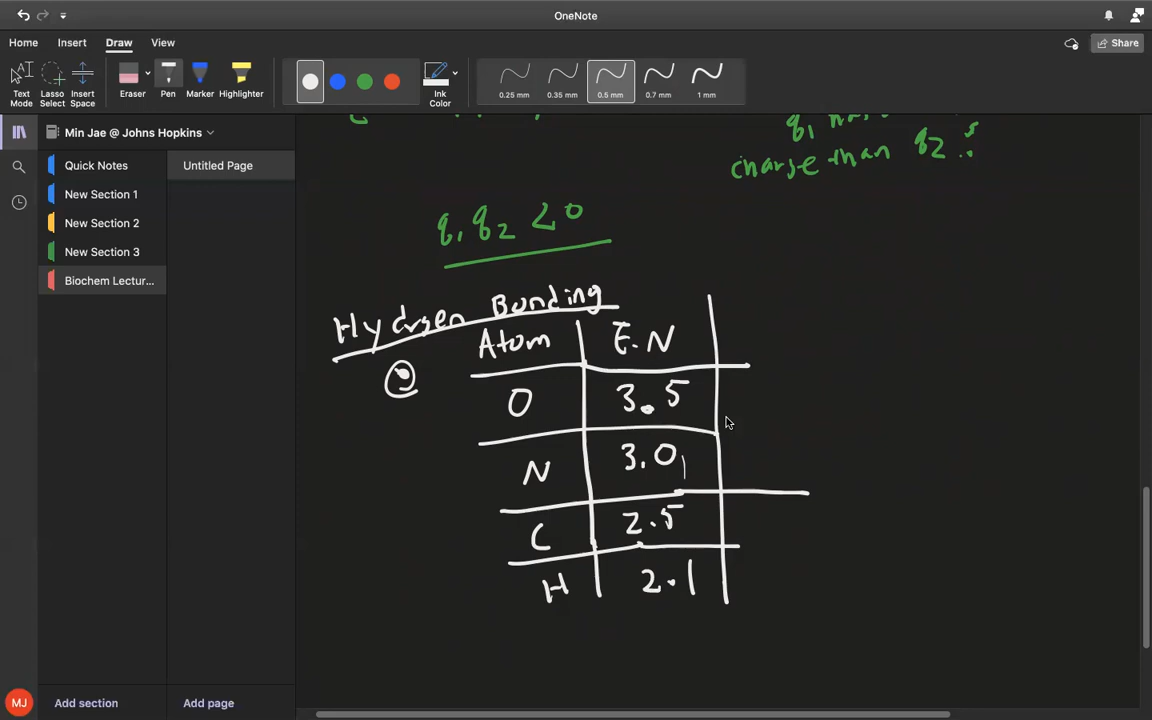 OneNote
Home Insert Draw View
Share
Text Mode
Lasso Select
Insert Space
Eraser
Pen
Marker
Highlighter
Ink Color
0.25 mm
0.35 mm
0.5 mm
0.7 mm
1 mm
Min Jae @ Johns Hopkins
Quick Notes
New Section 1
New Section 2
New Section 3
Biochem Lectur...
Untitled Page
q1
charge than q2
q1 q2 < 0
Hydrgen Bonding
Atom E.N
O 3.5
N 3.0
C 2.5
H 2.1
MJ
Add section
Add page